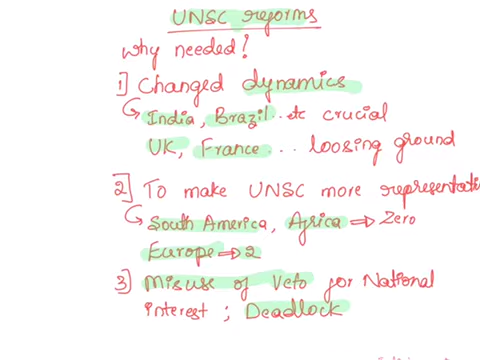 UNSC reforms
Why needed?
1] Changed dynamics
India, Brazil.. etc crucial
UK, France ... loosing ground
2] To make UNSC more representati
South America, Africa ⇒ Zero
Europe ⇒ 2
3] Misuse of Veto for National
interest ; Deadlock